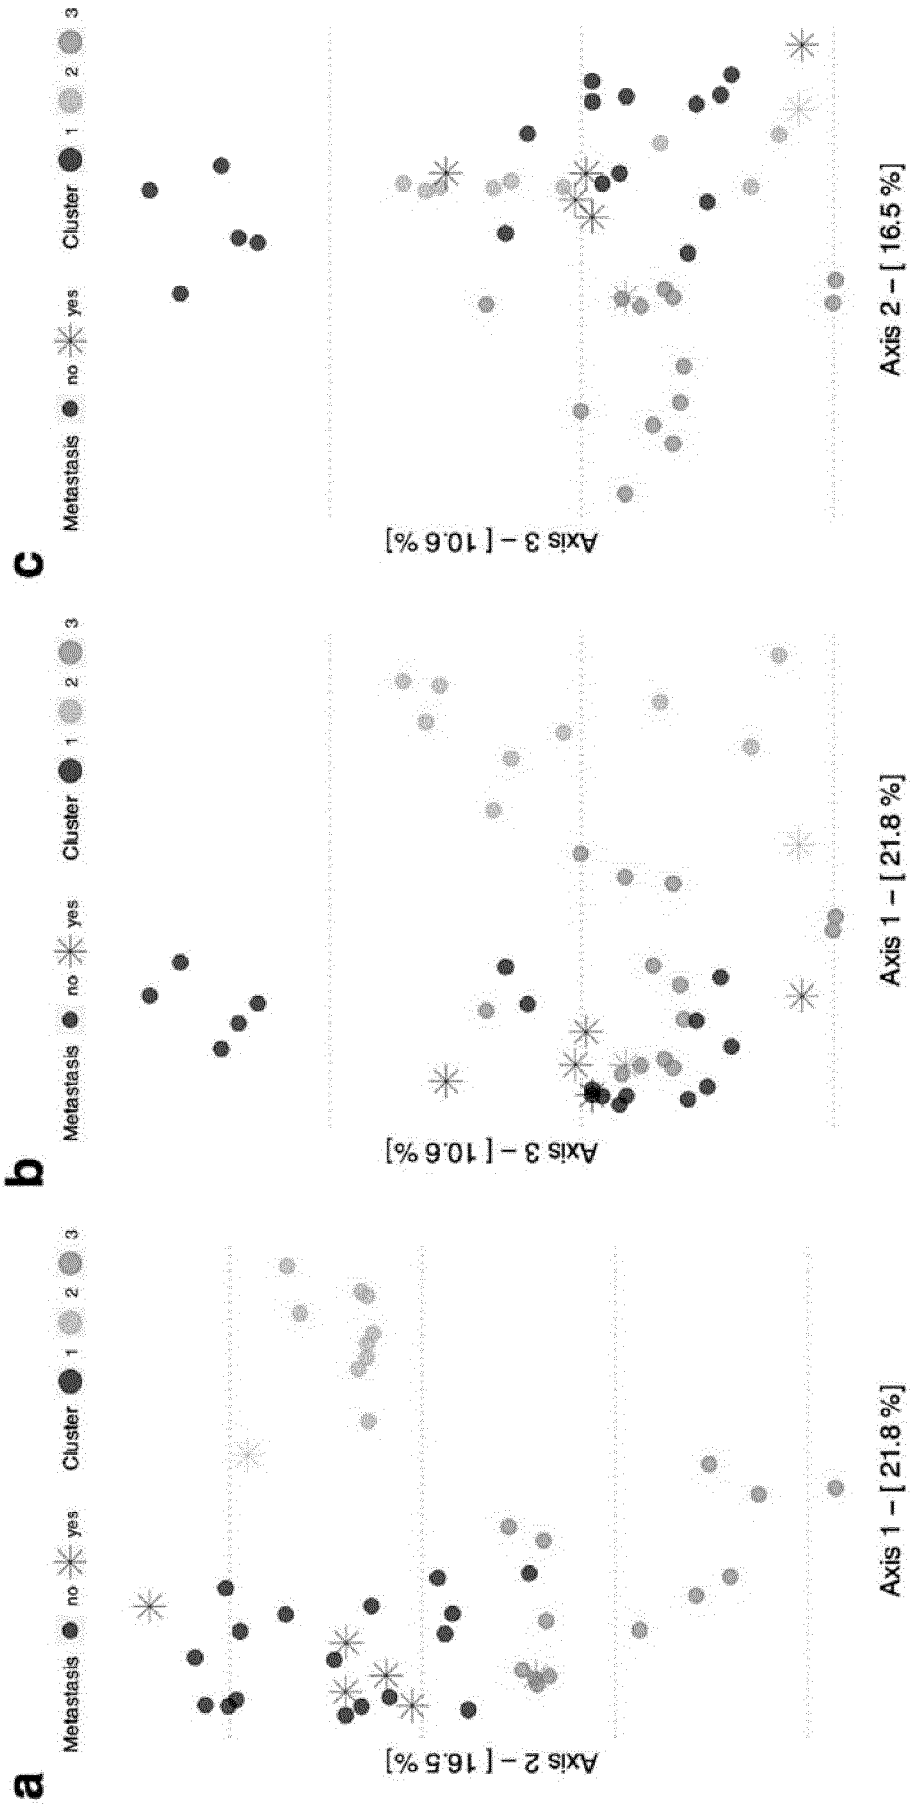 a
Metastasis no yes Cluster 1 2 3
Axis 2 – [ 16.5 %]
Axis 1 – [ 21.8 %]
b
Metastasis no yes Cluster 1 2 3
Axis 3 – [ 10.6 %]
Axis 1 – [ 21.8 %]
c
Metastasis no yes Cluster 1 2 3
Axis 3 – [ 10.6 %]
Axis 2 – [ 16.5 %]